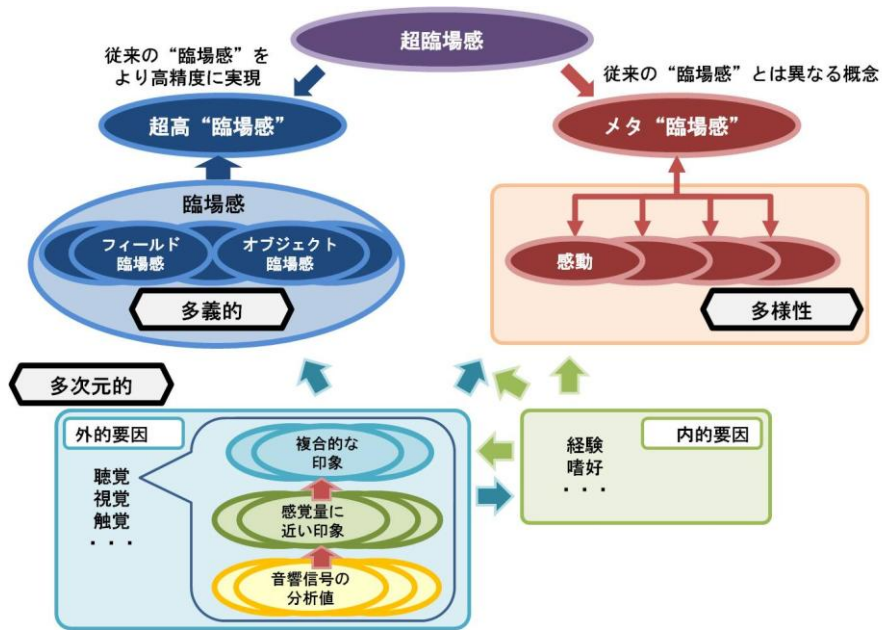 超臨場感
従来の“臨場感”を
より高精度に実現
従来の“臨場感”とは異なる概念
超高“臨場感”
メタ“臨場感”
臨場感
フィールド
臨場感
オブジェクト
臨場感
多義的
感動
多様性
多次元的
外的要因
聴覚
視覚
触覚
・・・
複合的な
印象
感覚量に
近い印象
音響信号の
分析値
内的要因
経験
嗜好
・・・